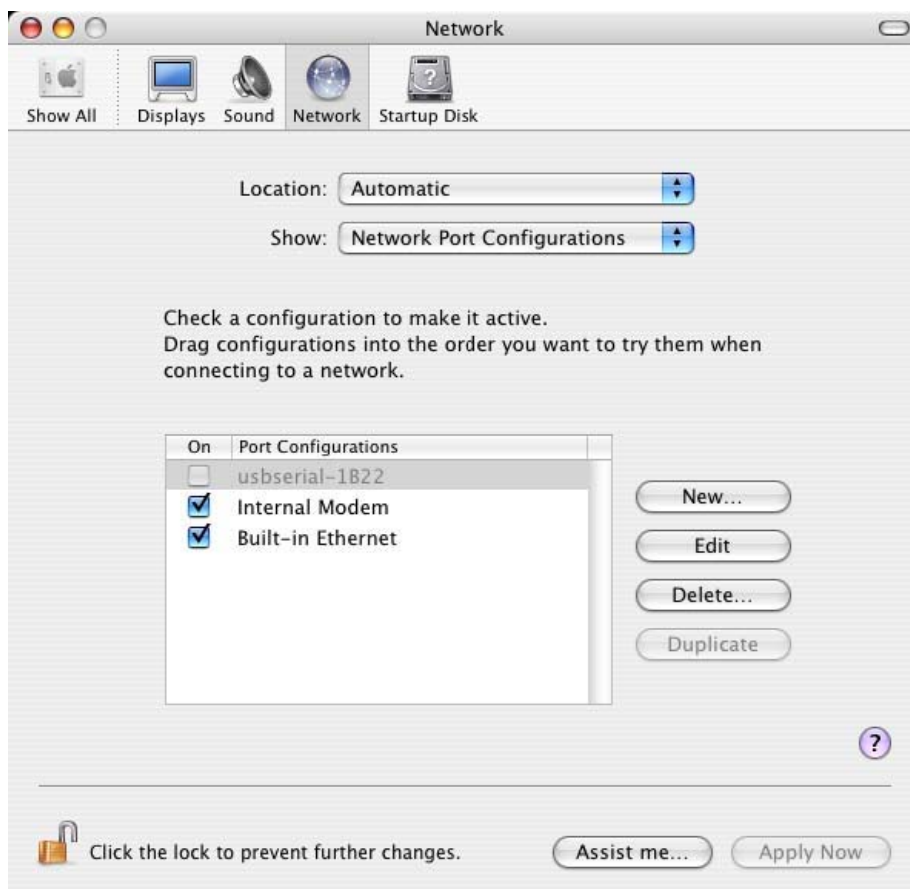 Network
Show All
Displays
Sound
Network
Startup Disk
Location: Automatic
Show: Network Port Configurations
Check a configuration to make it active.
Drag configurations into the order you want to try them when
connecting to a network.
On Port Configurations
usbserial-1B22
Internal Modem
Built-in Ethernet
New...
Edit
Delete...
Duplicate
?
Click the lock to prevent further changes.
Assist me...
Apply Now